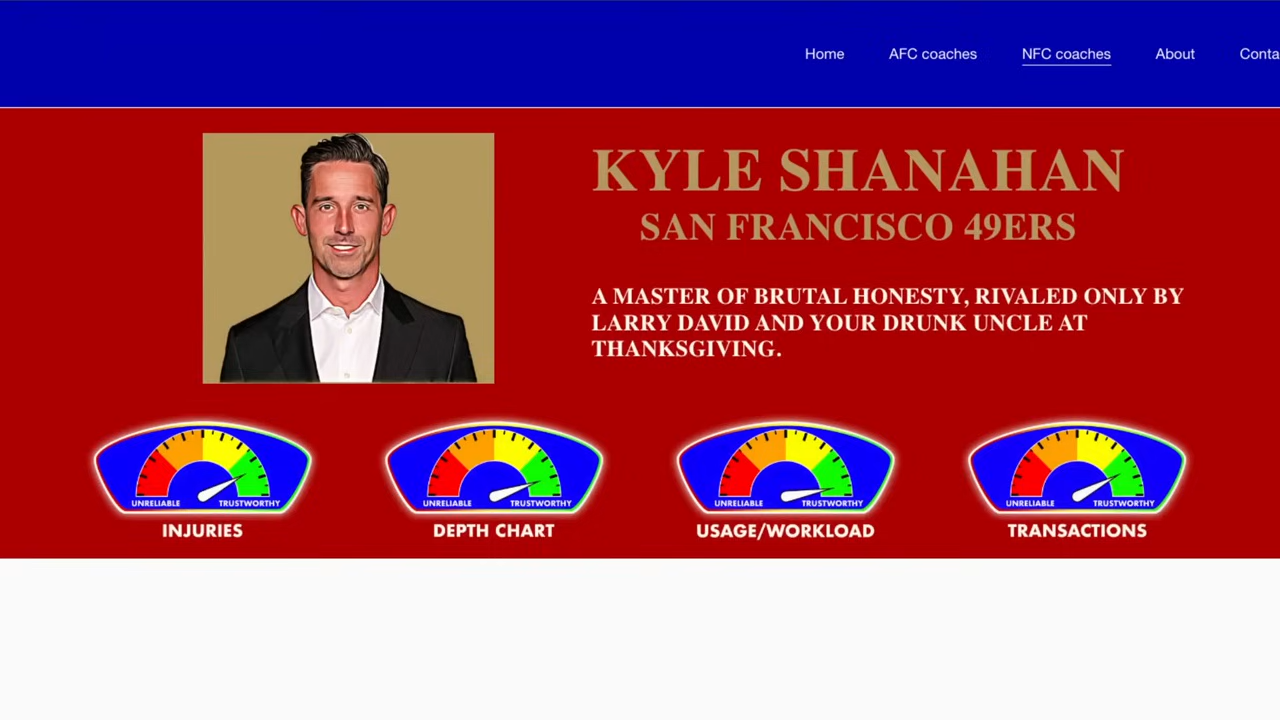 Home AFC coaches NFC coaches About Conta
KYLE SHANAHAN
SAN FRANCISCO 49ERS
A MASTER OF BRUTAL HONESTY, RIVALED ONLY BY
LARRY DAVID AND YOUR DRUNK UNCLE AT
THANKSGIVING.
UNRELIABLE TRUSTWORTHY
INJURIES
UNRELIABLE TRUSTWORTHY
DEPTH CHART
UNRELIABLE TRUSTWORTHY
USAGE/WORKLOAD
UNRELIABLE TRUSTWORTHY
TRANSACTIONS